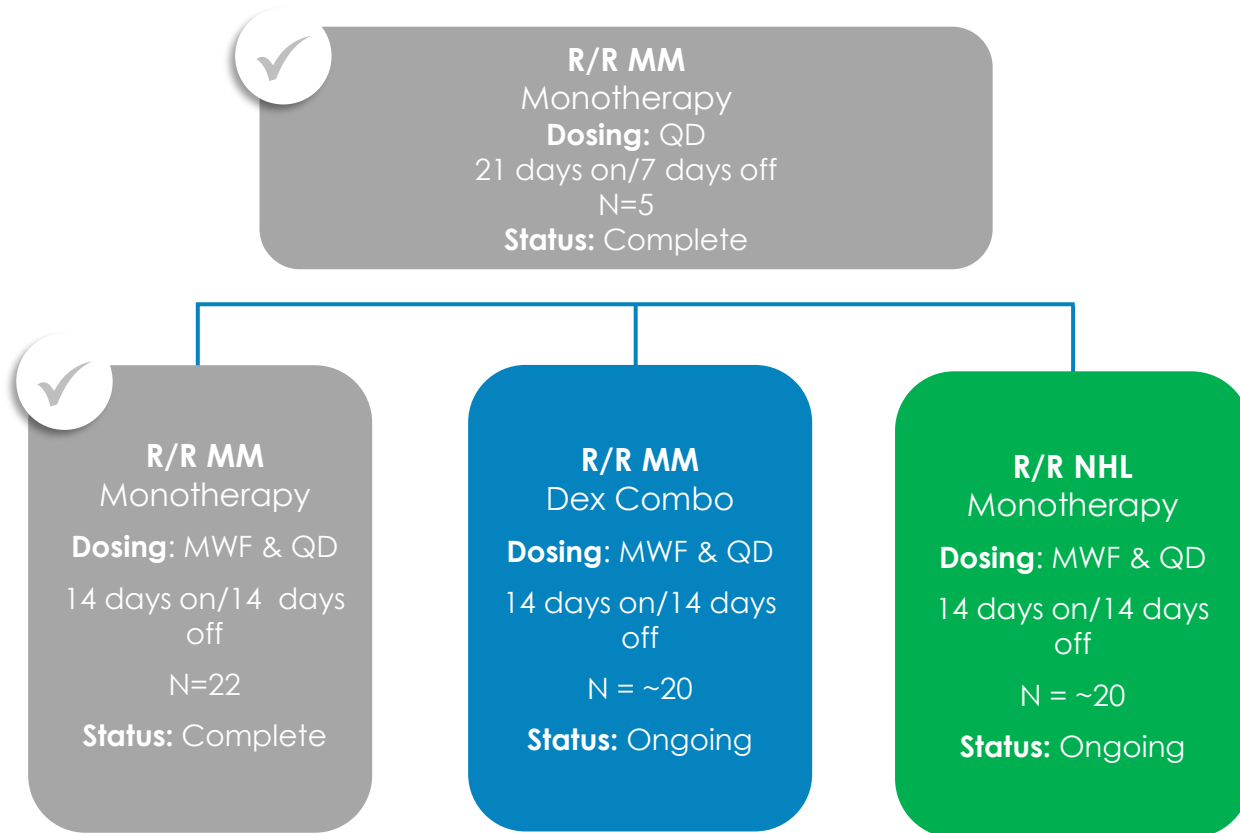 R/R MM
Monotherapy
Dosing: QD
21 days on/7 days off
N=5
Status: Complete
R/R MM
Monotherapy
Dosing: MWF & QD
14 days on/14 days
off
N=22
Status: Complete
R/R MM
Dex Combo
Dosing: MWF & QD
14 days on/14 days
off
N = ~20
Status: Ongoing
R/R NHL
Monotherapy
Dosing: MWF & QD
14 days on/14 days
off
N = ~20
Status: Ongoing